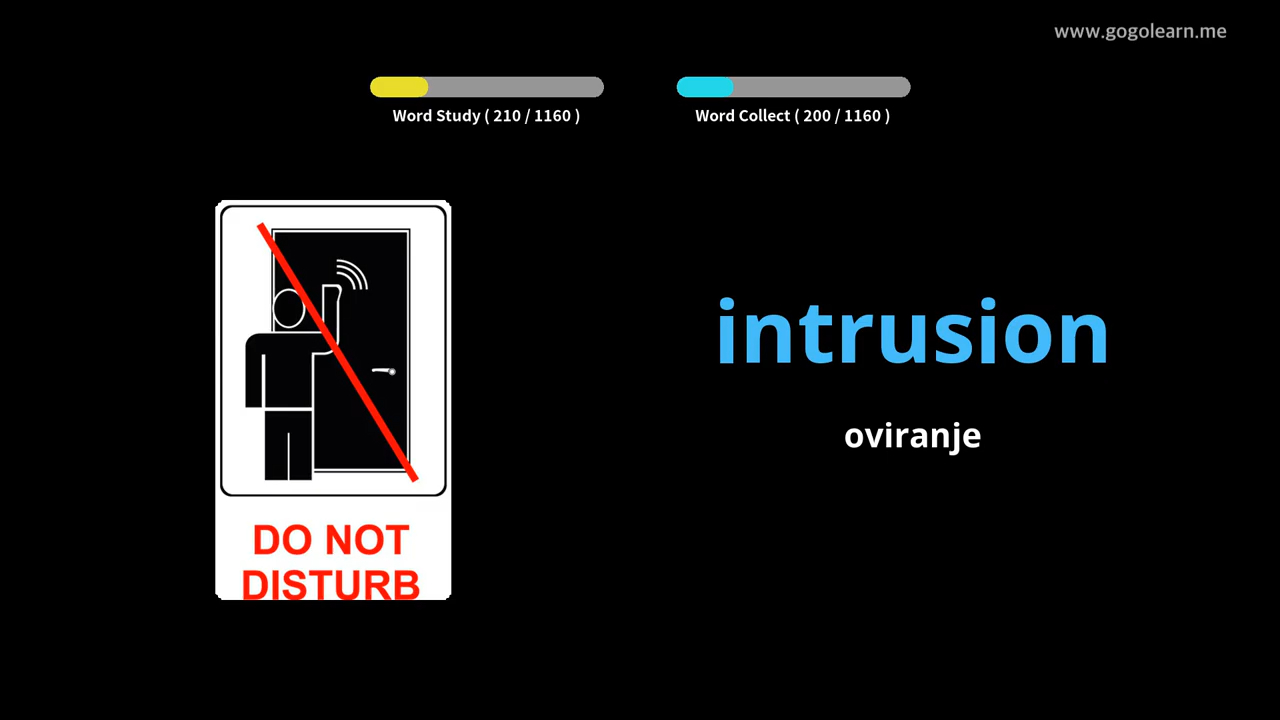 www.gogolearn.me
Word Study ( 210 / 1160 )
Word Collect ( 200 / 1160 )
DO NOT
DISTURB
intrusion
oviranje